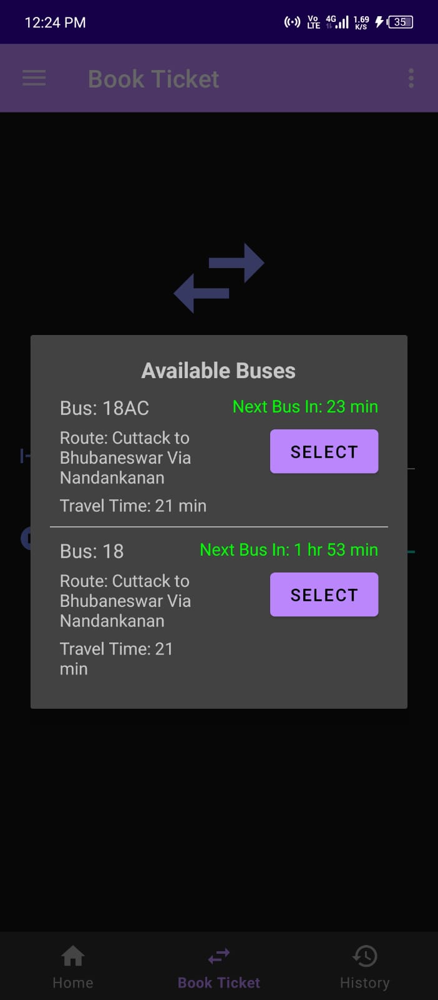 12:24 PM
Vo LTE 4G 1.69 K/S 35
Book Ticket
Available Buses
Bus: 18AC
Next Bus In: 23 min
Route: Cuttack to
Bhubaneswar Via
Nandankanan
SELECT
Travel Time: 21 min
Bus: 18
Next Bus In: 1 hr 53 min
Route: Cuttack to
Bhubaneswar Via
Nandankanan
SELECT
Travel Time: 21
min
Home
Book Ticket
History